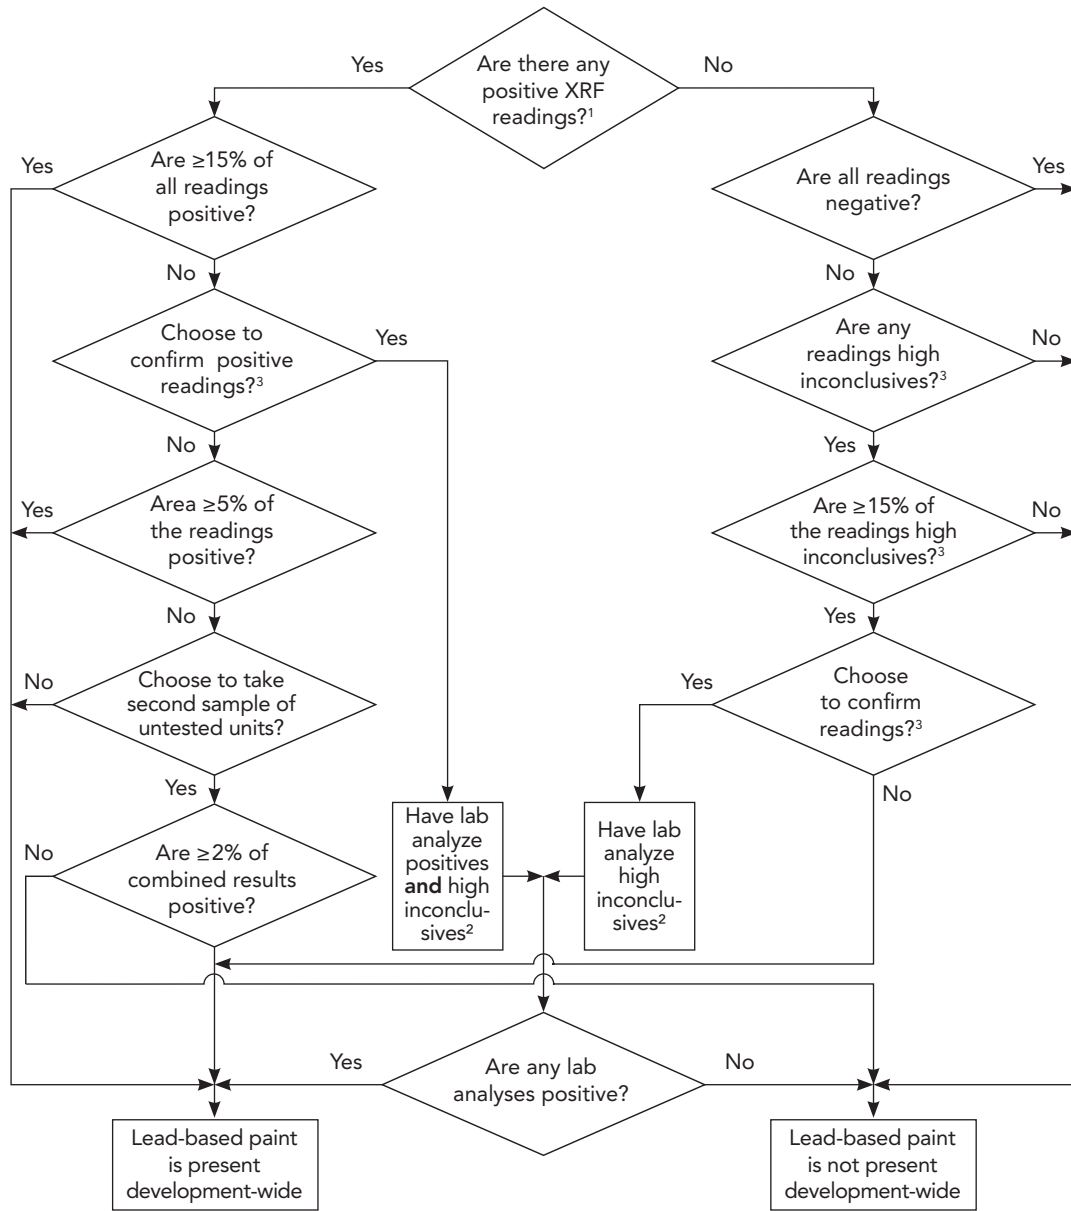 Yes
Are there any
positive XRF
readings?¹
No
Yes
Are ≥15% of
all readings
positive?
Are all readings
negative?
Yes
No
No
Choose to
confirm positive
readings?³
Yes
Are any
readings high
inconclusives?³
No
No
Yes
Yes
Area ≥5% of
the readings
positive?
Are ≥15% of
the readings high
inconclusives?³
No
No
Yes
No
Choose to take
second sample of
untested units?
Yes
Choose
to confirm
readings?³
Yes
No
No
Are ≥2% of
combined results
positive?
Have lab
analyze
positives
and high
inconclu-
sives²
Have lab
analyze
high
inconclu-
sives²
Yes
Are any lab
analyses positive?
No
Lead-based paint
is present
development-wide
Lead-based paint
is not present
development-wide